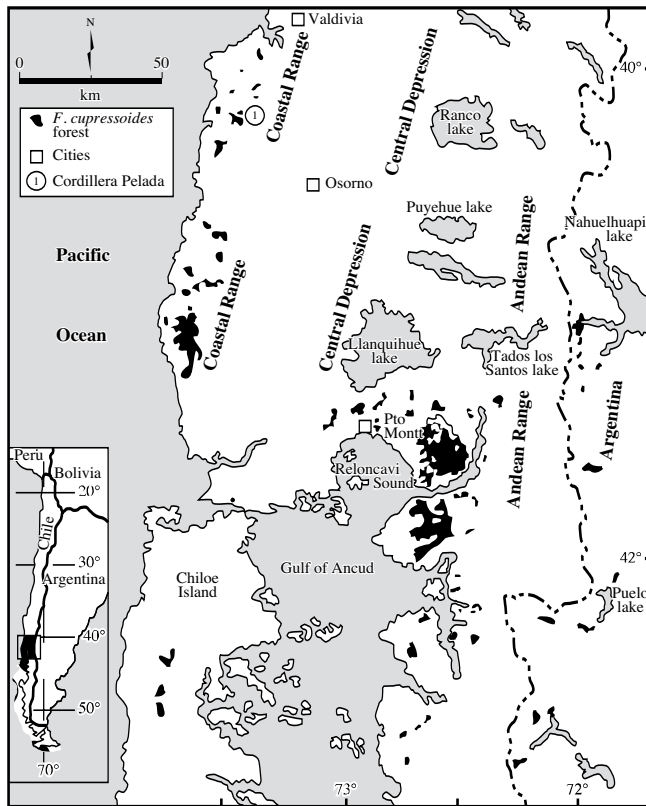 Valdivia
N
0 50
km
F. cupressoides
forest
Cities
1 Cordillera Pelada
Coastal Range
Central Depression
Ranco
lake
40°
Osorno
Puyehue lake
Andean Range
Nahuelhuapi
lake
Pacific
Ocean
Coastal Range
Central Depression
Llanquihue
lake
Tados los
Santos lake
Argentina
Andean Range
Pto
Montt
Reloncavi
Sound
1
Peru
Bolivia
20°
Chile
30°
Argentina
40°
50°
70°
Chiloe
Island
Gulf of Ancud
42°
Puelo
lake
73°
72°